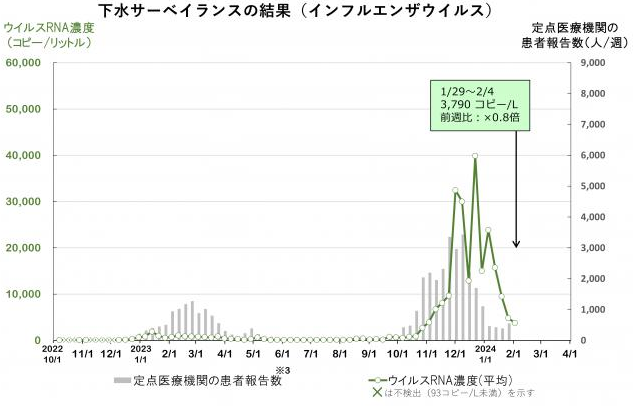 下水サーベイランスの結果（インフルエンザウイルス）
ウイルスRNA濃度
（コピー/リットル）
定点医療機関の
患者報告数(人/週)
60,000
50,000
40,000
30,000
20,000
10,000
0
9,000
8,000
7,000
6,000
5,000
4,000
3,000
2,000
1,000
0
1/29～2/4
3,790 コピー/L
前週比：×0.8倍
2022
10/1 11/1 12/1 2023
1/1 2/1 3/1 4/1 5/1 6/1 7/1 8/1 9/1 10/1 11/1 12/1 2024
1/1 2/1 3/1 4/1
※3
定点医療機関の患者報告数
ウイルスRNA濃度(平均)
×は不検出（93コピー/L未満）を示す